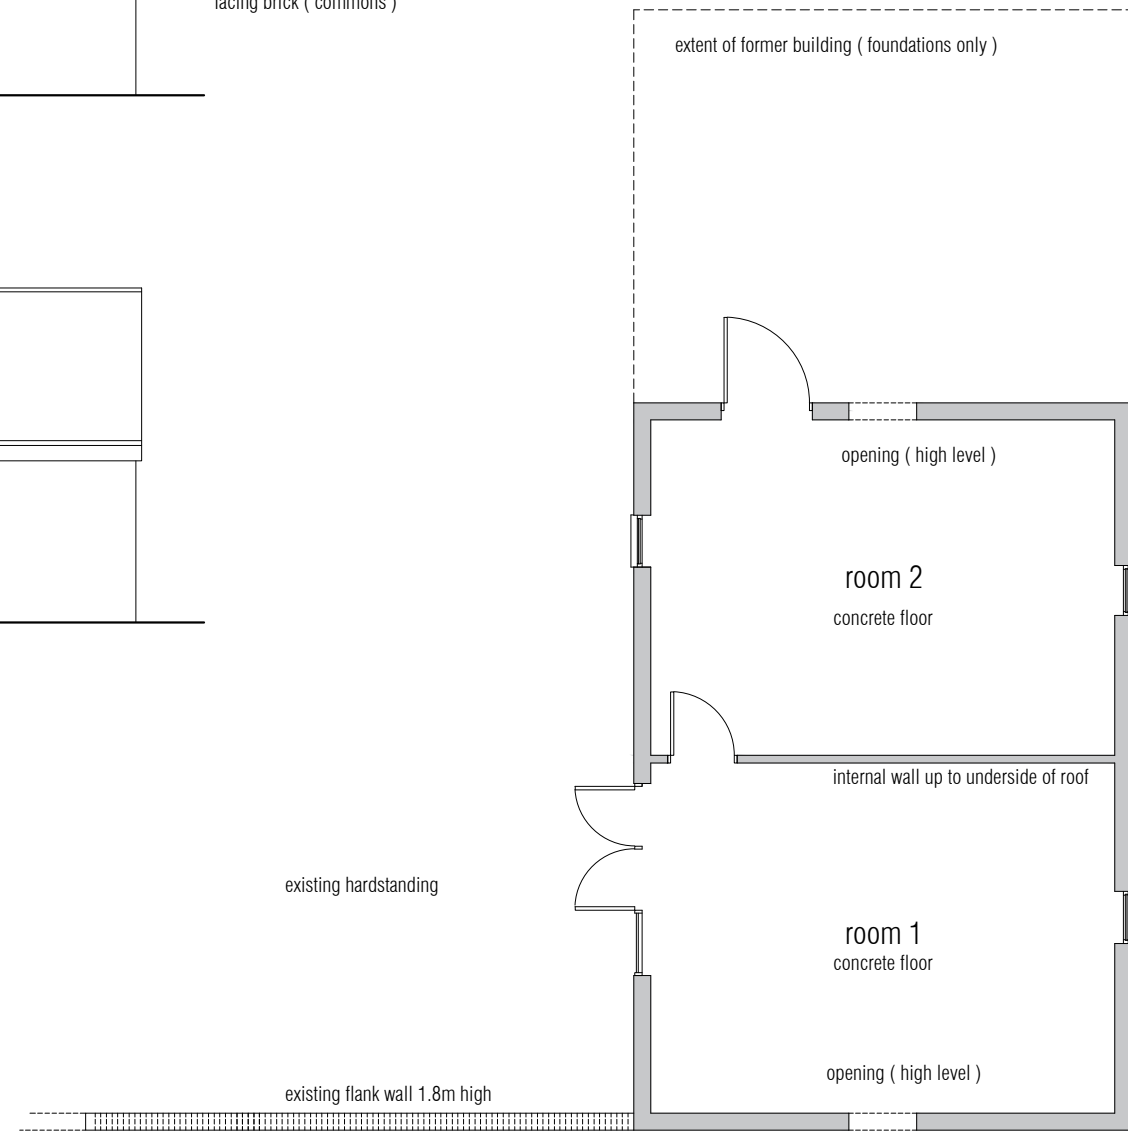 facing brick ( commons )
extent of former building ( foundations only )
opening ( high level )
room 2
concrete floor
internal wall up to underside of roof
existing hardstanding
room 1
concrete floor
opening ( high level )
existing flank wall 1.8m high